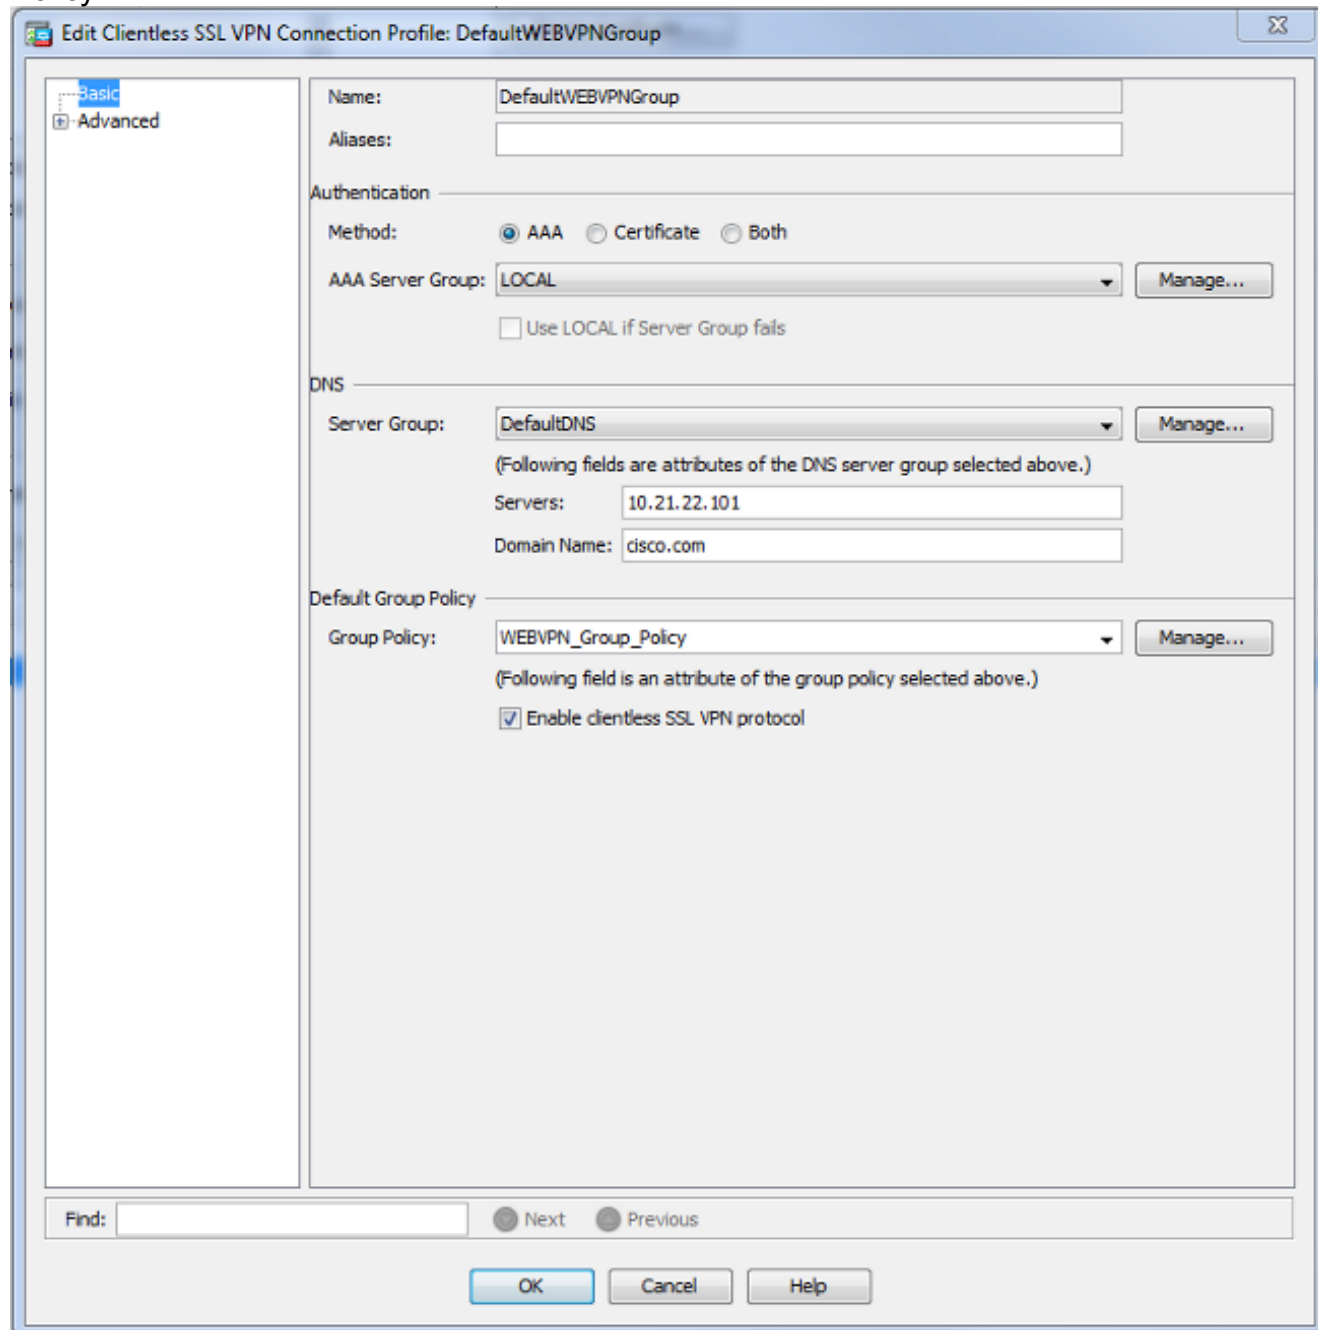 Edit Clientless SSL VPN Connection Profile: DefaultWEBVPNGroup
Basic
Advanced
Name: DefaultWEBVPNGroup
Aliases:
Authentication
Method: AAA Certificate Both
AAA Server Group: LOCAL Manage...
Use LOCAL if Server Group fails
DNS
Server Group: DefaultDNS Manage...
(Following fields are attributes of the DNS server group selected above.)
Servers: 10.21.22.101
Domain Name: cisco.com
Default Group Policy
Group Policy: WEBVPN_Group_Policy Manage...
(Following field is an attribute of the group policy selected above.)
Enable clientless SSL VPN protocol
Find: Next Previous
OK Cancel Help